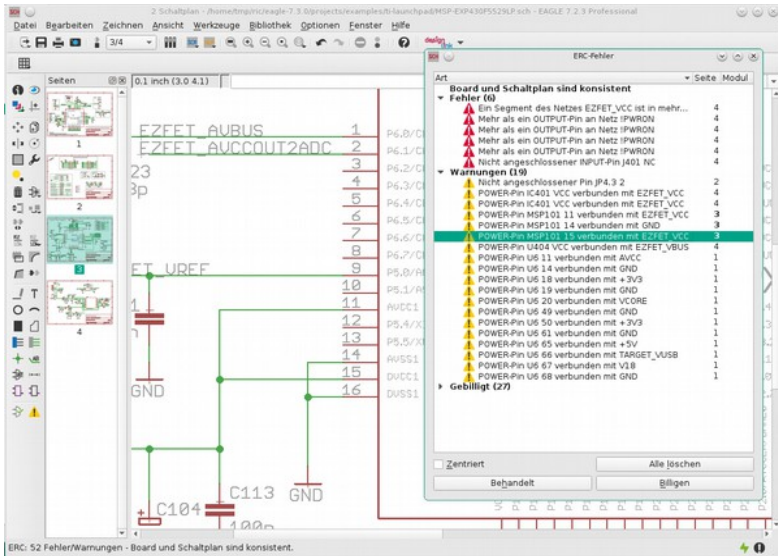 2 Schaltplan - /home/tmp/ric/eagle-7.3.0/projects/examples/ti-launchpad/MSP-EXP430F5529LP.sch - EAGLE 7.2.3 Professional
Datei Bearbeiten Zeichnen Ansicht Werkzeuge Bibliothek Optionen Fenster Hilfe
3/4
design link
Seiten
0.1 inch (3.0 4.1)
1
2
3
4
EZFET_AVBUS
EZFET_AVCCOUT2ADC
23
8p
ET_VREF
1
GND
C104
C113
100n
GND
1
2
3
4
5
6
7
8
9
10
11
12
13
14
15
16
P6.0/C
P6.1/C
P6.2/C
P6.3/C
P6.4/C
P6.5/C
P6.6/C
P6.7/C
P5.0/A
P5.1/A
AVCC1
P5.4/X
P5.5/X
AVSS1
DVCC1
DVSS1
ERC-Fehler
Art Seite Modul
Board und Schaltplan sind konsistent
Fehler (6)
Ein Segment des Netzes EZFET_VCC ist in mehr... 4
Mehr als ein OUTPUT-Pin an Netz !PWRON 4
Mehr als ein OUTPUT-Pin an Netz !PWRON 4
Mehr als ein OUTPUT-Pin an Netz !PWRON 4
Mehr als ein OUTPUT-Pin an Netz !PWRON 4
Nicht angeschlossener INPUT-Pin J401 NC 4
Warnungen (19)
Nicht angeschlossener Pin JP4.3 2 2
POWER-Pin IC401 VCC verbunden mit EZFET_VCC 4
POWER-Pin IC401 VCC verbunden mit EZFET_VCC 4
POWER-Pin MSP101 11 verbunden mit EZFET_VCC 3
POWER-Pin MSP101 14 verbunden mit GND 3
POWER-Pin MSP101 15 verbunden mit EZFET_VCC 3
POWER-Pin U404 VCC verbunden mit EZFET_VBUS 4
POWER-Pin U6 11 verbunden mit AVCC 1
POWER-Pin U6 14 verbunden mit GND 1
POWER-Pin U6 18 verbunden mit +3V3 1
POWER-Pin U6 19 verbunden mit GND 1
POWER-Pin U6 20 verbunden mit VCORE 1
POWER-Pin U6 49 verbunden mit GND 1
POWER-Pin U6 50 verbunden mit +3V3 1
POWER-Pin U6 61 verbunden mit GND 1
POWER-Pin U6 65 verbunden mit +5V 1
POWER-Pin U6 66 verbunden mit TARGET_VUSB 1
POWER-Pin U6 67 verbunden mit V18 1
POWER-Pin U6 68 verbunden mit GND 1
Gebilligt (27)
Zentriert
Alle löschen
Behandelt
Billigen
ERC: 52 Fehler/Warnungen - Board und Schaltplan sind konsistent.